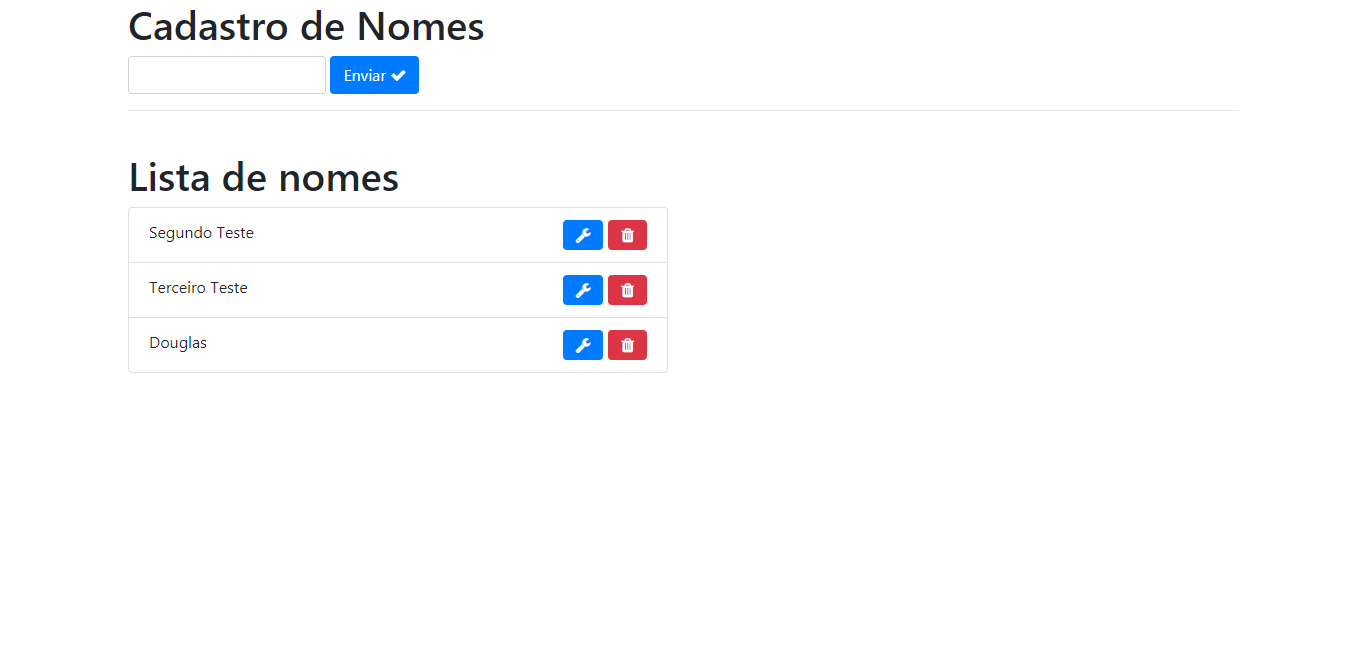 Cadastro de Nomes
Enviar
Lista de nomes
Segundo Teste
Terceiro Teste
Douglas